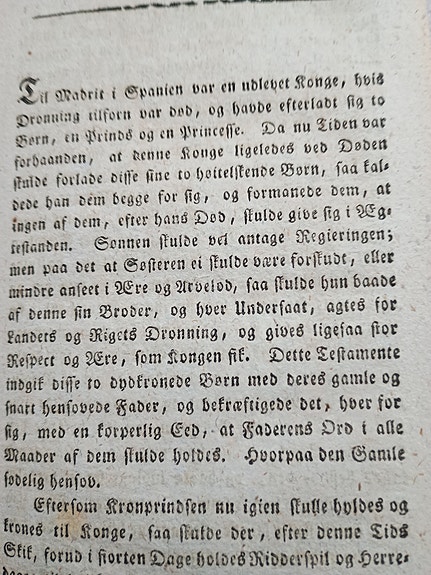 Til Madrit i Spanien var en udlevet Konge, hvis
Dronning tilforn var død, og havde efterladt sig to
Børn, en Prinds og en Princesse. Da nu Tiden var
forhaanden, at denne Konge ligeledes ved Døden
skulde forlade disse sine to høitelskende Børn, saa kal-
dede han dem begge for sig, og formanede dem, at
ingen af dem, efter hans Død, skulde give sig i Æg-
testanden. Sønnen skulde vel antage Regieringen;
men paa det at Søsteren ei skulde være forskudt, eller
mindre anseet i Ære og Arvelod, saa skulde hun baade
af denne sin Broder, og hver Undersaat, agtes for
Landets og Rigets Dronning, og gives ligesaa stor
Respect og Ære, som Kongen fik. Dette Testamente
indgik disse to dydkronede Børn med deres gamle og
snart hensovede Fader, og bekræftigede det, hver for
sig, med en korperlig Eed, at Faderens Ord i alle
Maader af dem skulde holdes. Hvorpaa den Gamle
sødelig hensov.
Eftersom Kronprindsen nu igien skulle hyldes og
krones til Konge, saa skulde der, efter denne Tids
Skik, forud i fiorten Dage holdes Ridderspil og Herre-